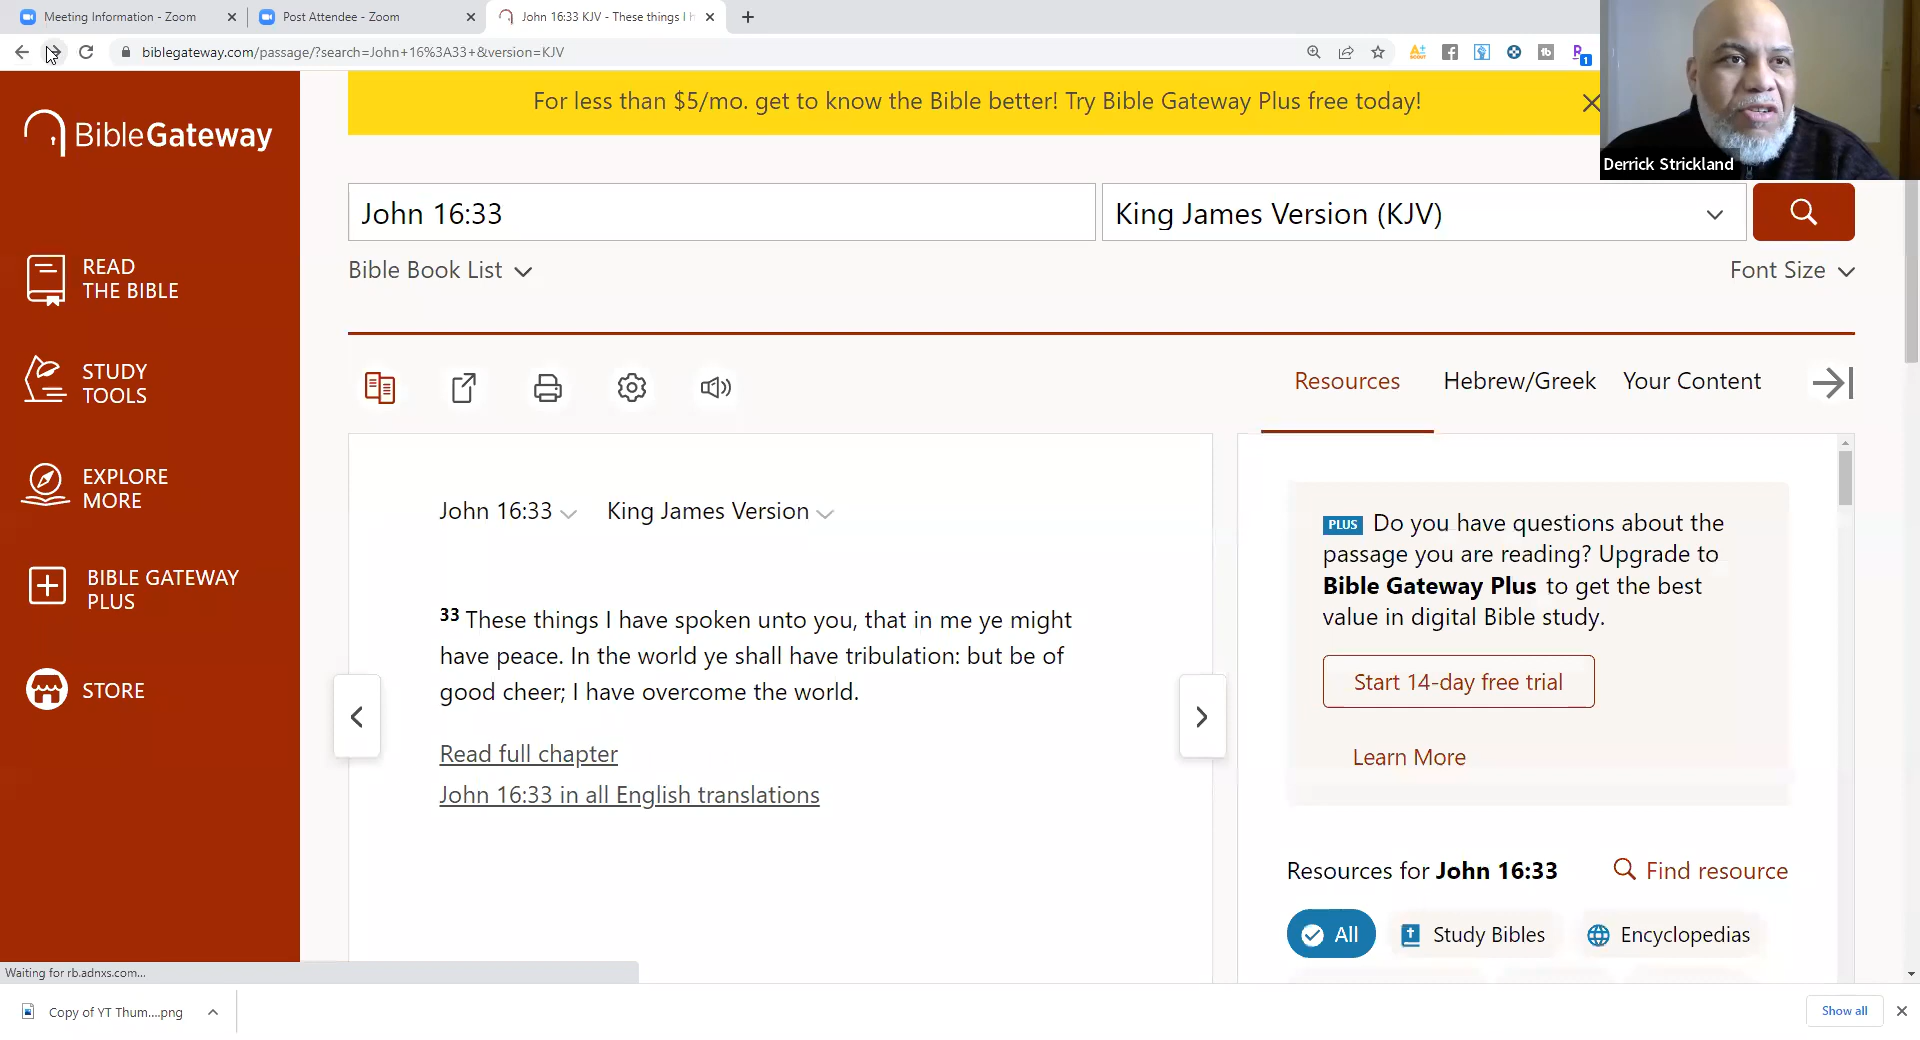 Meeting Information - Zoom
Post Attendee - Zoom
John 16:33 KJV - These things I h
biblegateway.com/passage/?search=John+16%3A33+&version=KJV
1
Derrick Strickland
BibleGateway
For less than $5/mo. get to know the Bible better! Try Bible Gateway Plus free today!
John 16:33
King James Version (KJV)
Bible Book List
Font Size
READ
THE BIBLE
STUDY
TOOLS
EXPLORE
MORE
BIBLE GATEWAY
PLUS
STORE
Resources
Hebrew/Greek
Your Content
John 16:33
King James Version
33 These things I have spoken unto you, that in me ye might
have peace. In the world ye shall have tribulation: but be of
good cheer; I have overcome the world.
Read full chapter
John 16:33 in all English translations
PLUS Do you have questions about the
passage you are reading? Upgrade to
Bible Gateway Plus to get the best
value in digital Bible study.
Start 14-day free trial
Learn More
Resources for John 16:33
Find resource
All
Study Bibles
Encyclopedias
Waiting for rb.adnxs.com...
Copy of YT Thum....png
Show all